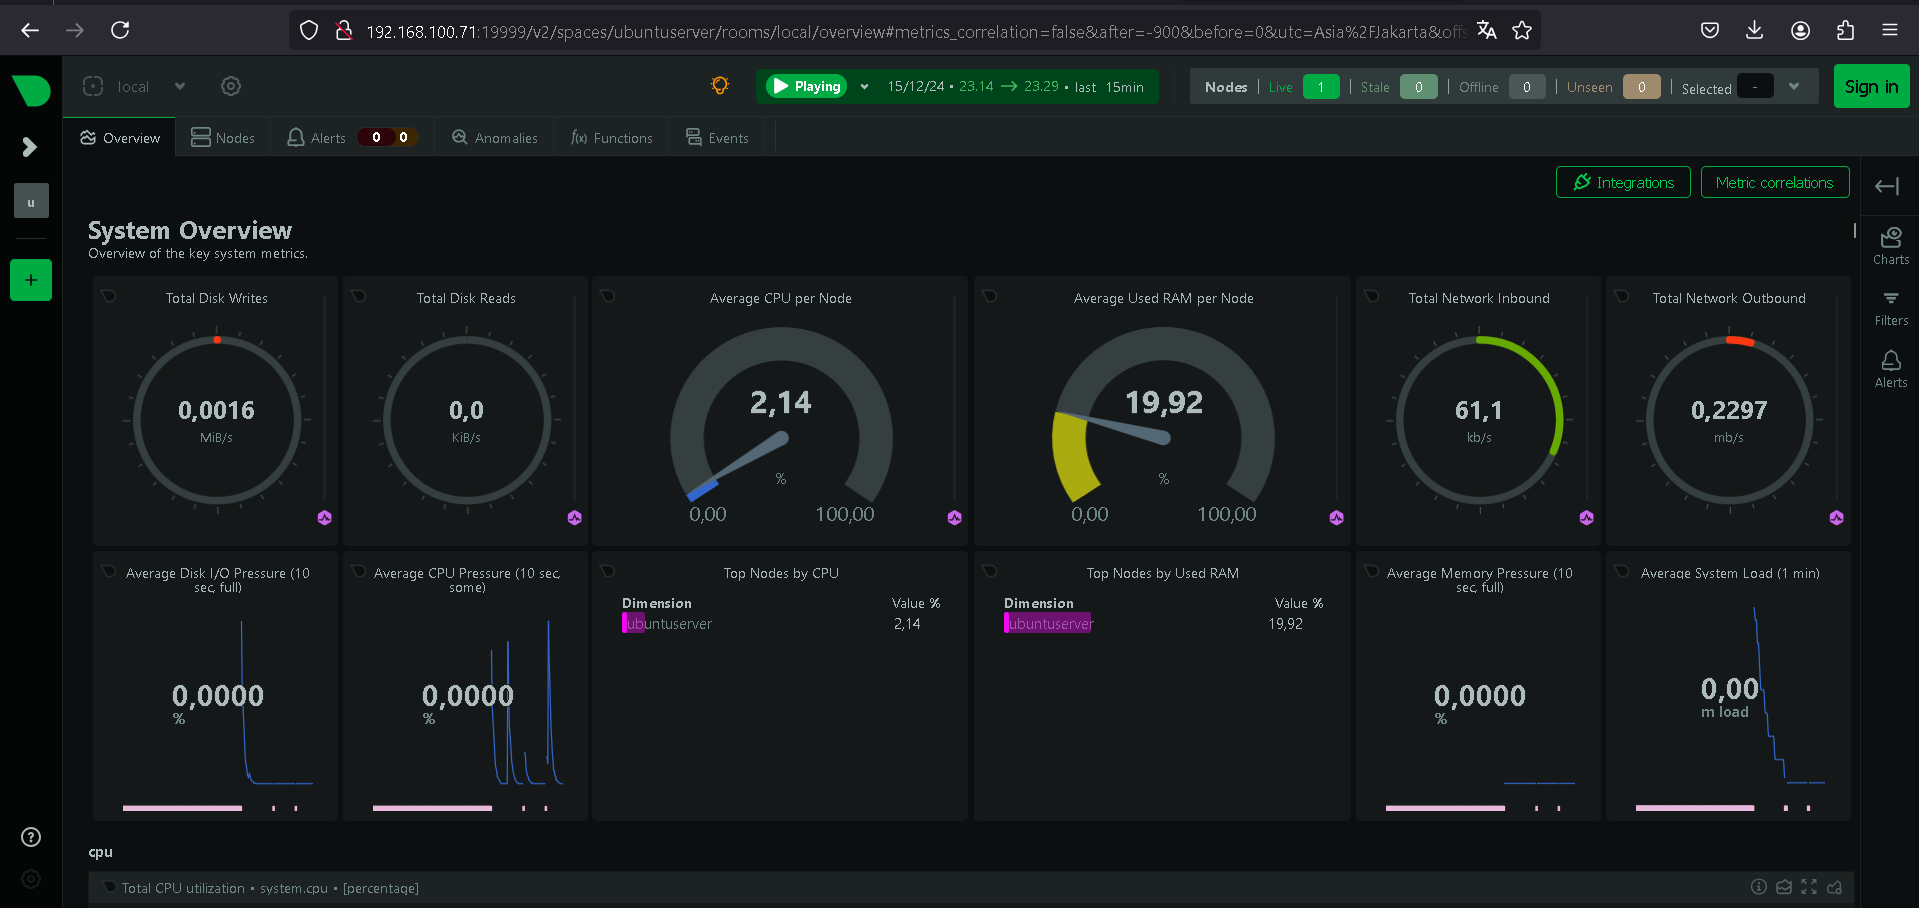 192.168.100.71:19999/v2/spaces/ubuntuserver/rooms/local/overview#metrics_correlation=false&after=-900&before=0&utc=Asia%2FJakarta&offs
local
Playing 15/12/24 • 23.14 → 23.29 • last 15min
Nodes Live 1 Stale 0 Offline 0 Unseen 0 Selected -
Sign in
Overview Nodes Alerts 0 0 Anomalies f(x) Functions Events
u
+
Integrations Metric correlations
System Overview
Overview of the key system metrics.
Charts
Filters
Alerts
Total Disk Writes
0,0016
MiB/s
Total Disk Reads
0,0
KiB/s
Average CPU per Node
2,14
%
0,00 100,00
Average Used RAM per Node
19,92
%
0,00 100,00
Total Network Inbound
61,1
kb/s
Total Network Outbound
0,2297
mb/s
Average Disk I/O Pressure (10
sec, full)
0,0000
%
Average CPU Pressure (10 sec,
some)
0,0000
%
Top Nodes by CPU
Dimension Value %
ubuntuserver 2,14
Top Nodes by Used RAM
Dimension Value %
ubuntuserver 19,92
Average Memory Pressure (10
sec, full)
0,0000
%
Average System Load (1 min)
0,00
m load
cpu
Total CPU utilization • system.cpu • [percentage]